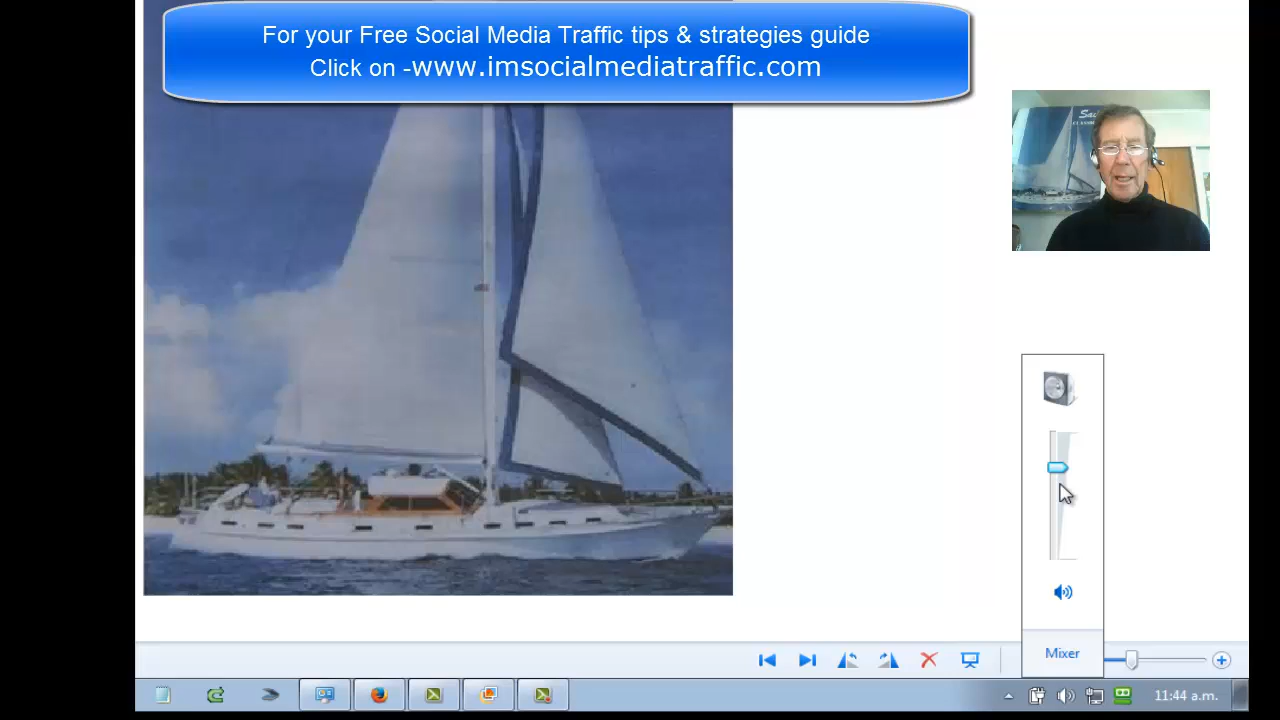 For your Free Social Media Traffic tips & strategies guide
Click on -www.imsocialmediatraffic.com
Mixer
11:44 a.m.